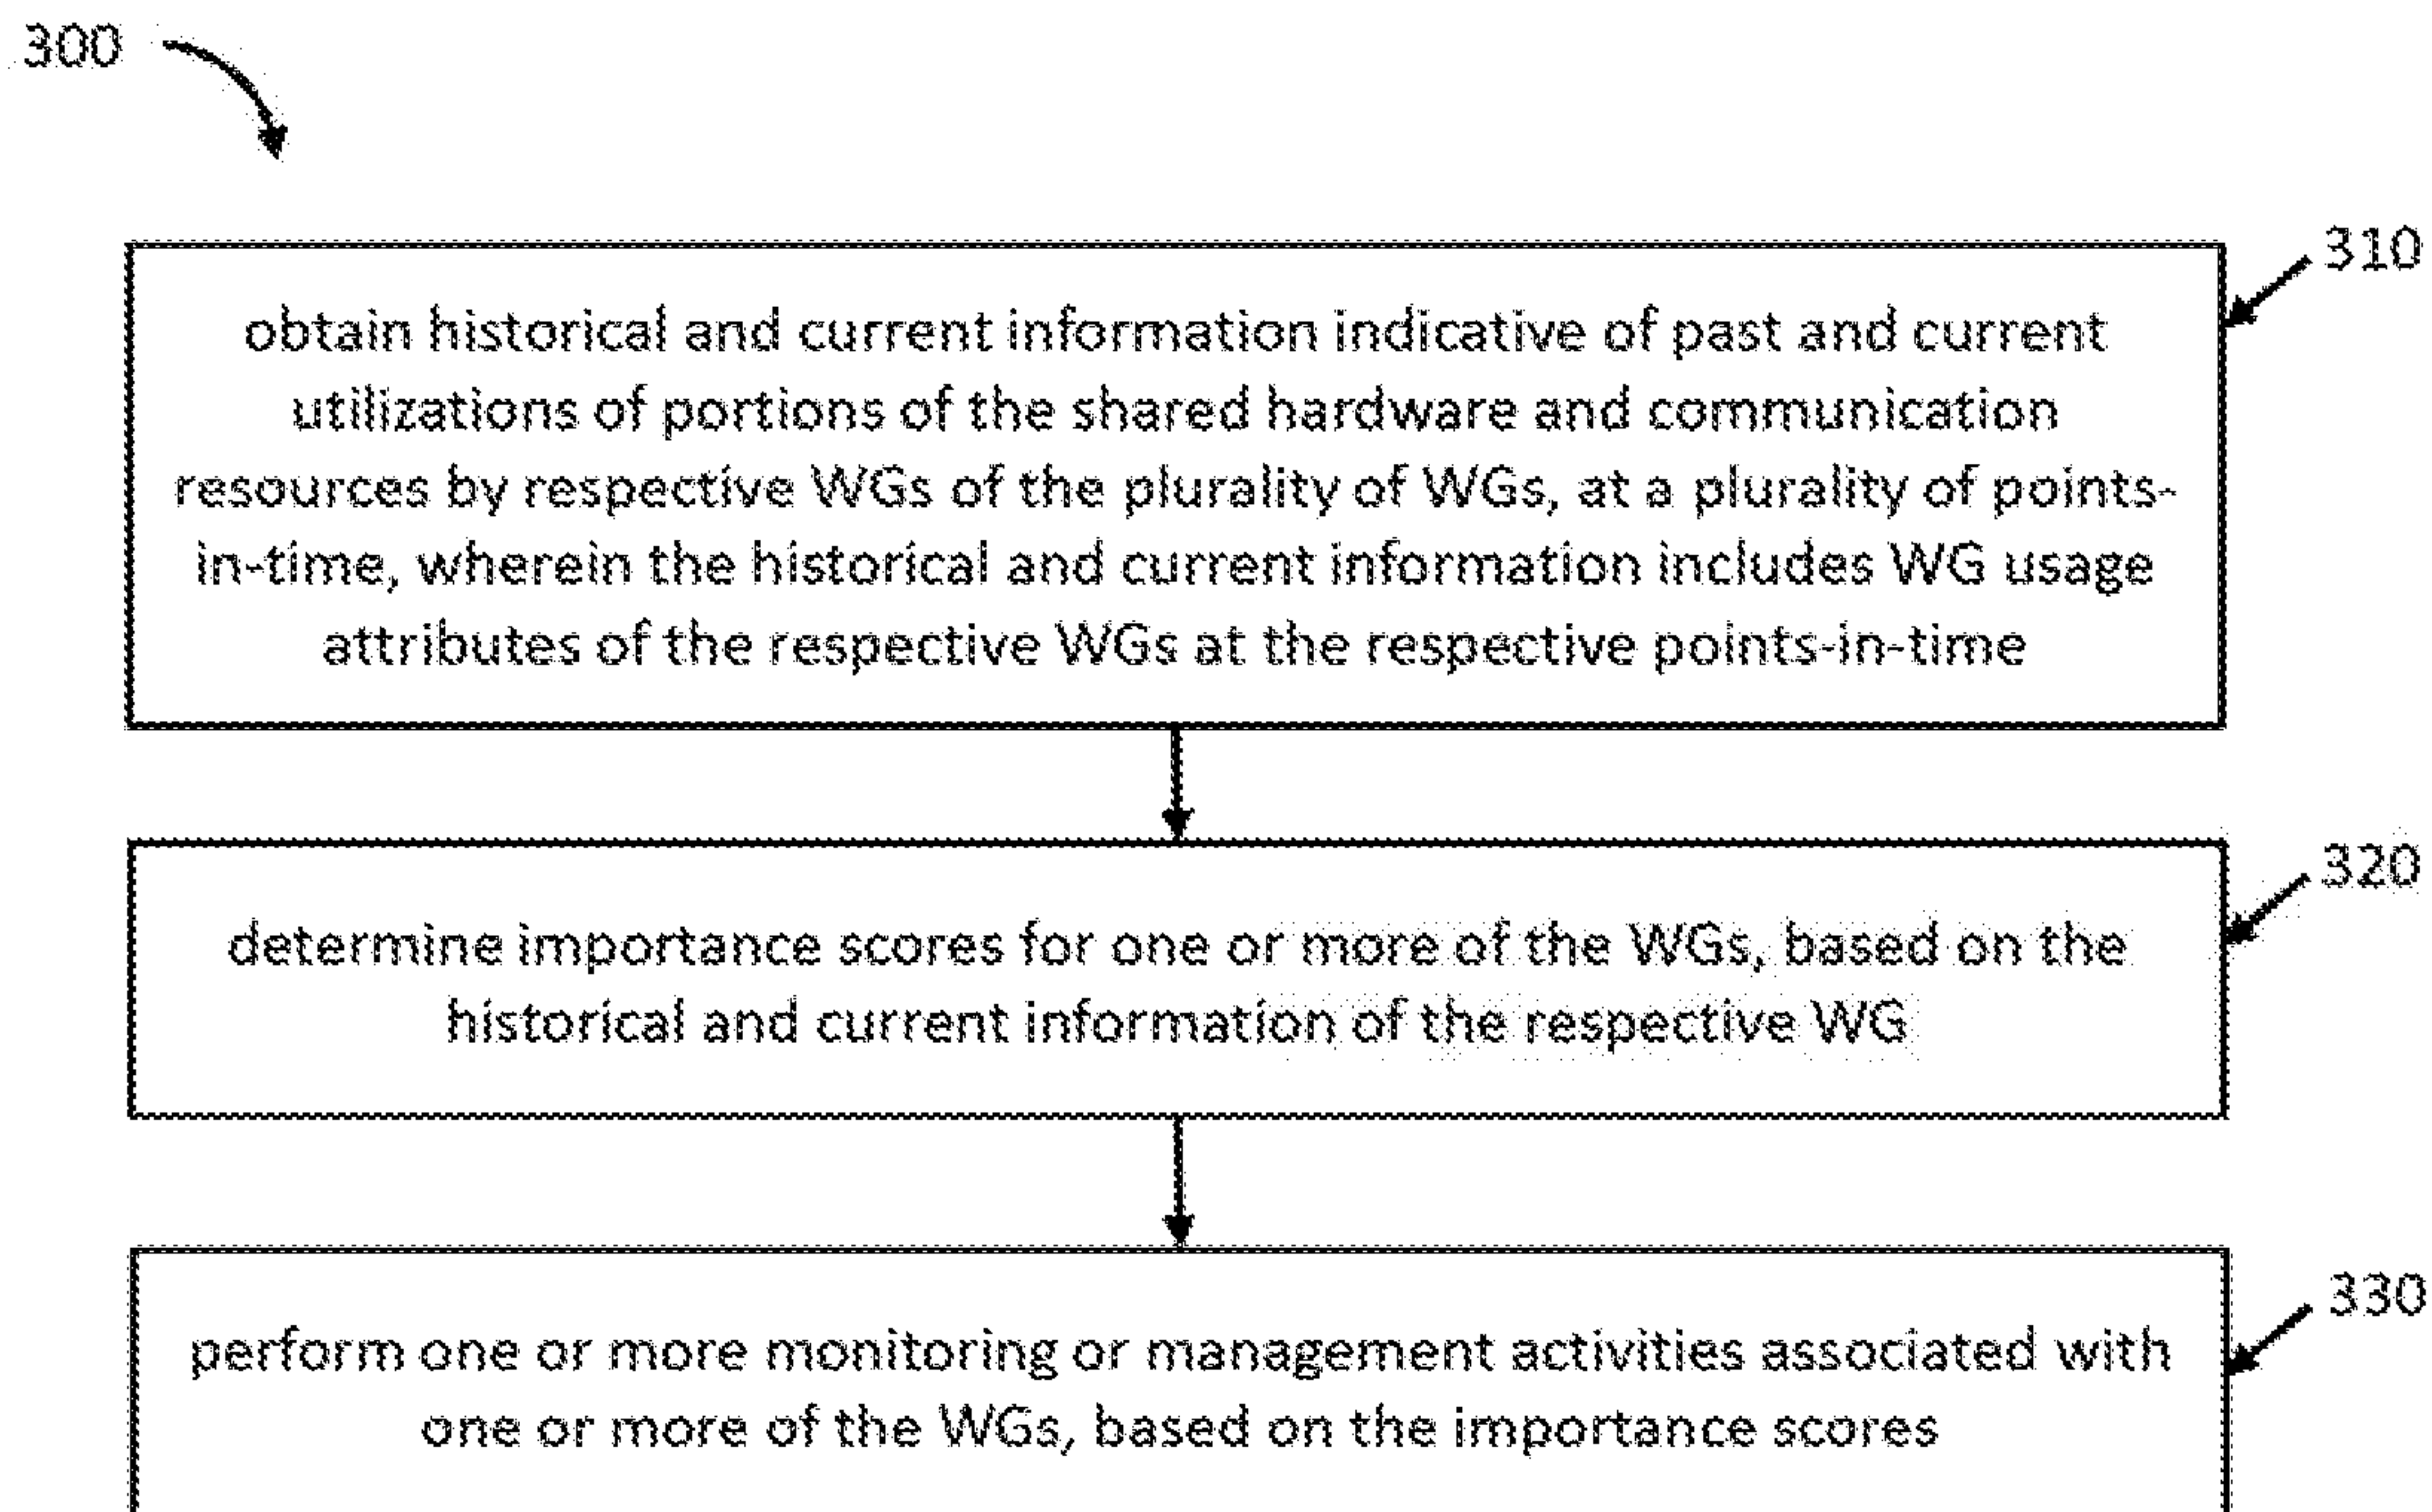 300
310
obtain historical and current information indicative of past and current
utilizations of portions of the shared hardware and communication
resources by respective WGs of the plurality of WGs, at a plurality of points-
in-time, wherein the historical and current information includes WG usage
attributes of the respective WGs at the respective points-in-time
320
determine importance scores for one or more of the WGs, based on the
historical and current information of the respective WG
330
perform one or more monitoring or management activities associated with
one or more of the WGs, based on the importance scores